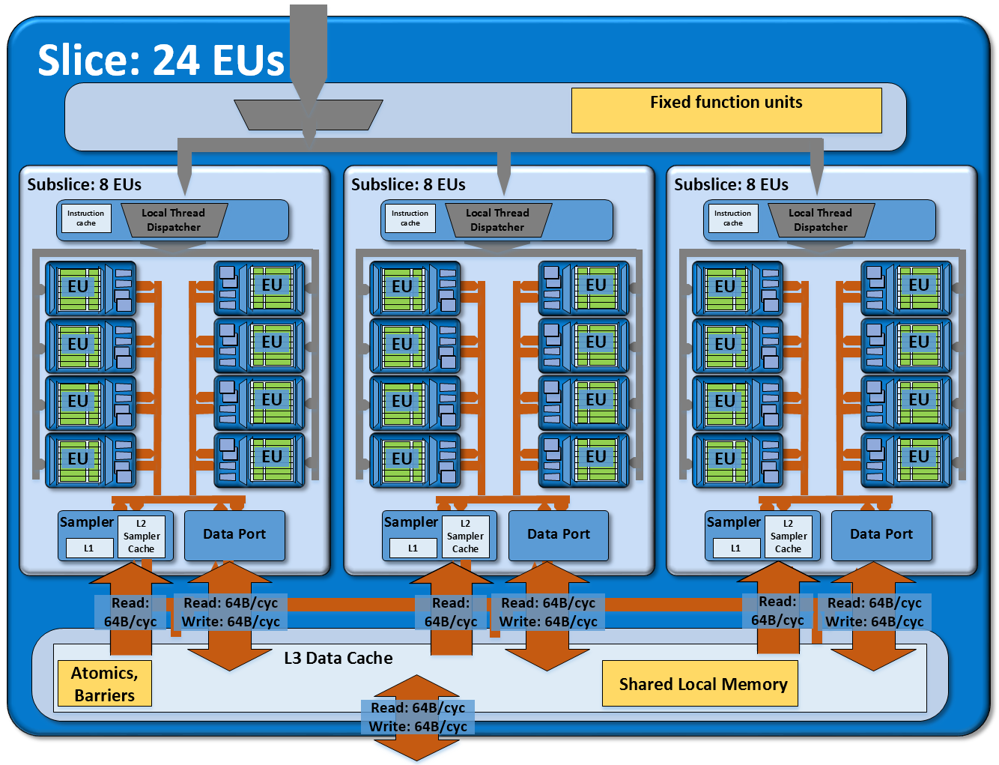 Slice: 24 EUs
Fixed function units
Subslice: 8 EUs
Instruction
cache
Local Thread
Dispatcher
EU
EU
EU
EU
EU
EU
EU
EU
Sampler
L1
L2
Sampler
Cache
Data Port
Subslice: 8 EUs
Instruction
cache
Local Thread
Dispatcher
EU
EU
EU
EU
EU
EU
EU
EU
Sampler
L1
L2
Sampler
Cache
Data Port
Subslice: 8 EUs
Instruction
cache
Local Thread
Dispatcher
EU
EU
EU
EU
EU
EU
EU
EU
Sampler
L1
L2
Sampler
Cache
Data Port
Read:
64B/cyc
Read: 64B/cyc
Write: 64B/cyc
Read:
64B/cyc
Read: 64B/cyc
Write: 64B/cyc
Read:
64B/cyc
Read: 64B/cyc
Write: 64B/cyc
L3 Data Cache
Atomics,
Barriers
Shared Local Memory
Read: 64B/cyc
Write: 64B/cyc